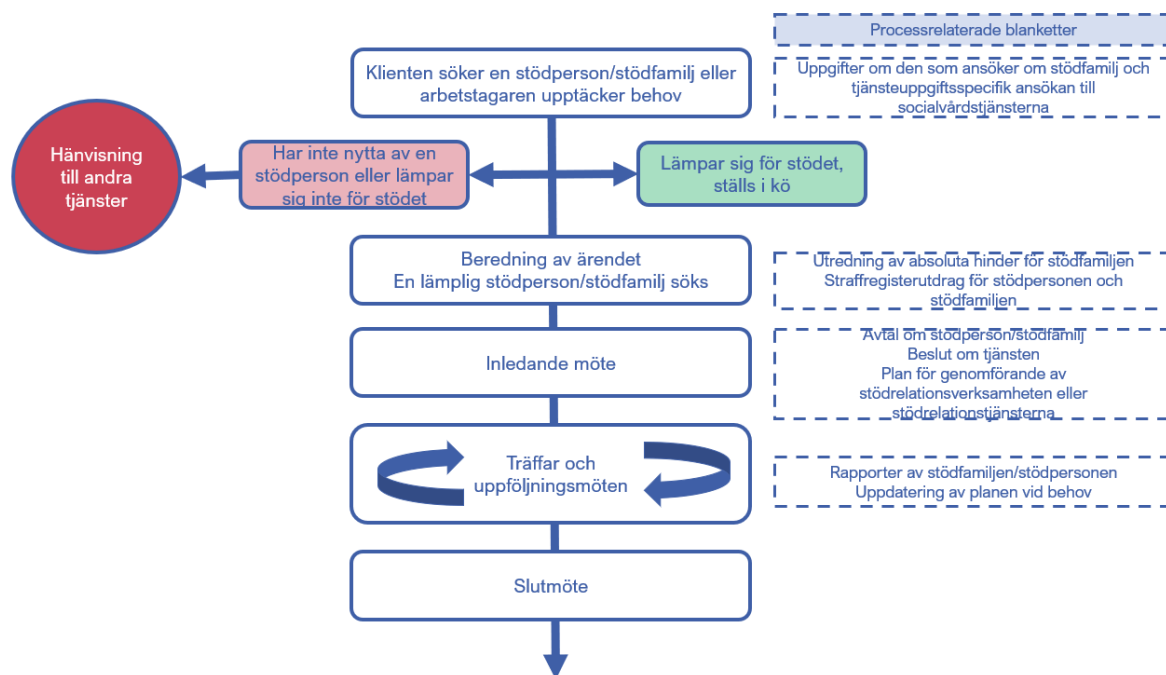 Processrelaterade blanketter
Klienten söker en stödperson/stödfamilj eller
arbetstagaren upptäcker behov
Uppgifter om den som ansöker om stödfamilj och
tjänsteuppgiftsspecifik ansökan till
socialvårdstjänsterna
Hänvisning
till andra
tjänster
Har inte nytta av en
stödperson eller lämpar
sig inte för stödet
Lämpar sig för stödet,
ställs i kö
Beredning av ärendet
En lämplig stödperson/stödfamilj söks
Utredning av absoluta hinder för stödfamiljen
Straffregisterutdrag för stödpersonen och
stödfamiljen
Inledande möte
Avtal om stödperson/stödfamilj
Beslut om tjänsten
Plan för genomförande av
stödrelationsverksamheten eller
stödrelationstjänsterna
Träffar och
uppföljningsmöten
Rapporter av stödfamiljen/stödpersonen
Uppdatering av planen vid behov
Slutmöte